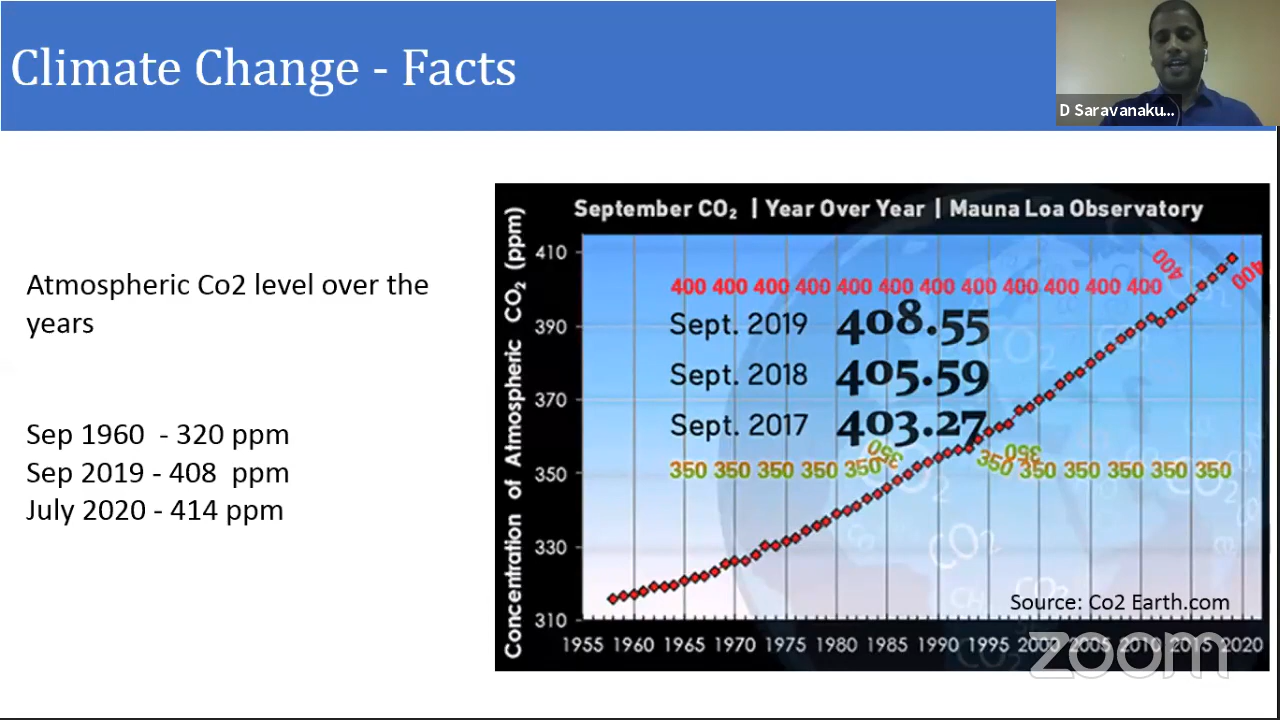 Climate Change - Facts
D Saravanaku...
Atmospheric Co2 level over the
years
Sep 1960 - 320 ppm
Sep 2019 - 408 ppm
July 2020 - 414 ppm
September CO₂ | Year Over Year | Mauna Loa Observatory
Concentration of Atmospheric CO₂ (ppm)
410
390
370
350
330
310
400 400 400 400 400 400 400 400 400 400 400 400 400 400
Sept. 2019 408.55
Sept. 2018 405.59
Sept. 2017 403.27
350 350 350 350 350 350 350 350 350 350 350 350 350 350
CO₂
CO₂
CO₂
Source: Co2 Earth.com
1955 1960 1965 1970 1975 1980 1985 1990 1995 2000 2005 2010 2015 2020
zoom